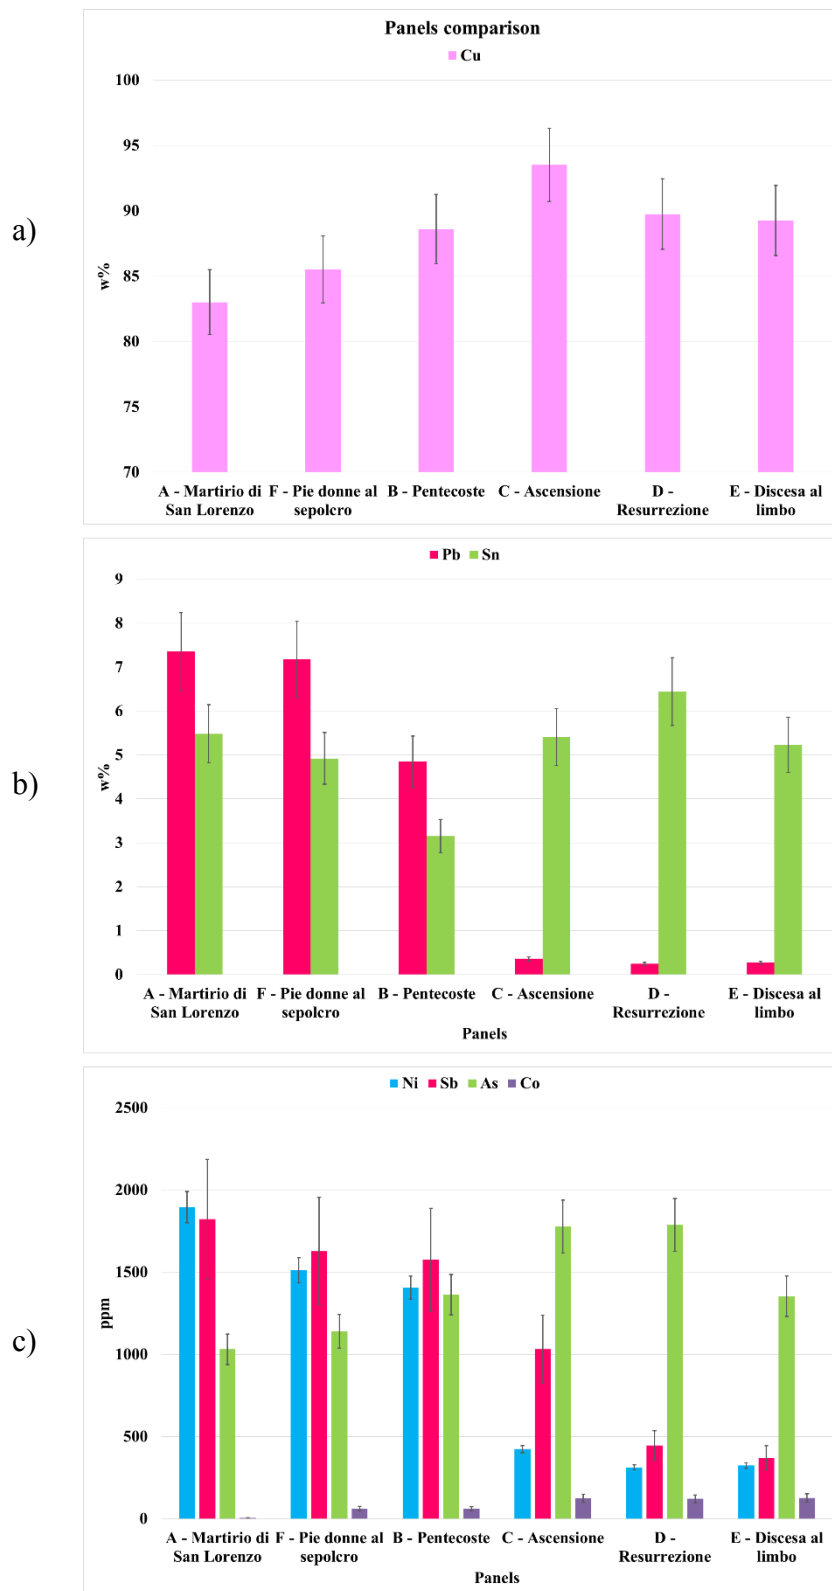 Panels comparison
Cu
100
95
90
85
80
75
70
w%
A - Martirio di San Lorenzo
F - Pie donne al sepolcro
B - Pentecoste
C - Ascensione
D - Resurrezione
E - Discesa al limbo
a)
Pb Sn
9
8
7
6
5
4
3
2
1
0
w%
A - Martirio di San Lorenzo
F - Pie donne al sepolcro
B - Pentecoste
C - Ascensione
D - Resurrezione
E - Discesa al limbo
Panels
b)
Ni Sb As Co
2500
2000
1500
1000
500
0
ppm
A - Martirio di San Lorenzo
F - Pie donne al sepolcro
B - Pentecoste
C - Ascensione
D - Resurrezione
E - Discesa al limbo
Panels
c)